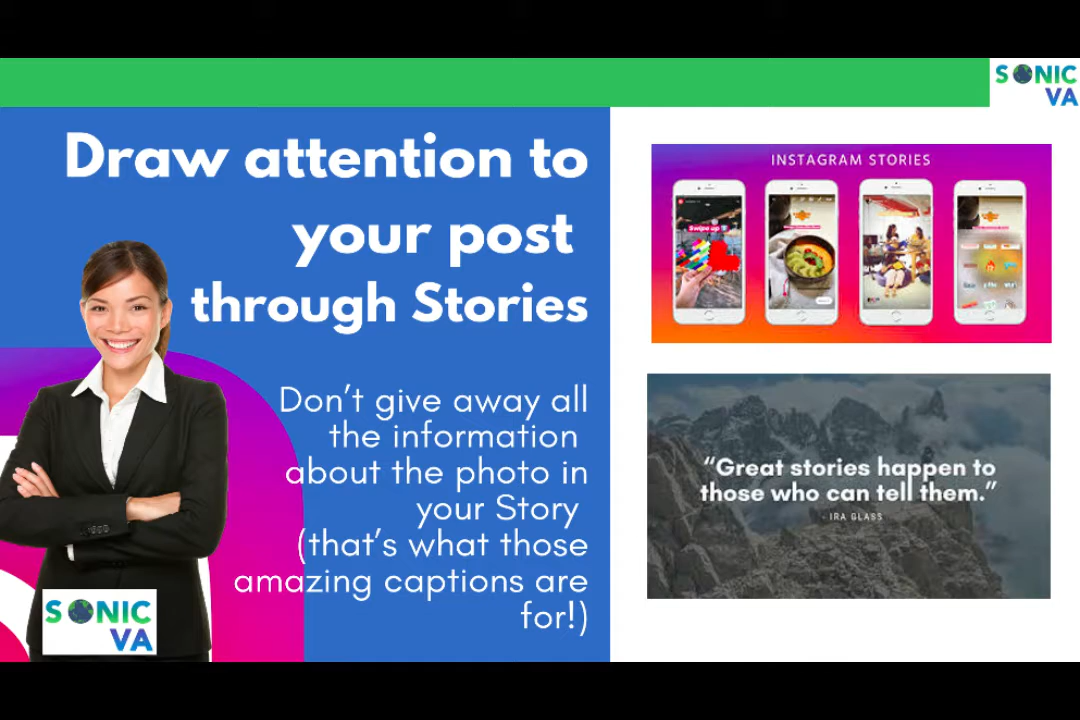 SONIC
VA
Draw attention to
your post
through Stories
Don't give away all
the information
about the photo in
your Story
(that's what those
amazing captions are
for!)
SONIC
VA
INSTAGRAM STORIES
Swipe up
“Great stories happen to
those who can tell them.”
- IRA GLASS